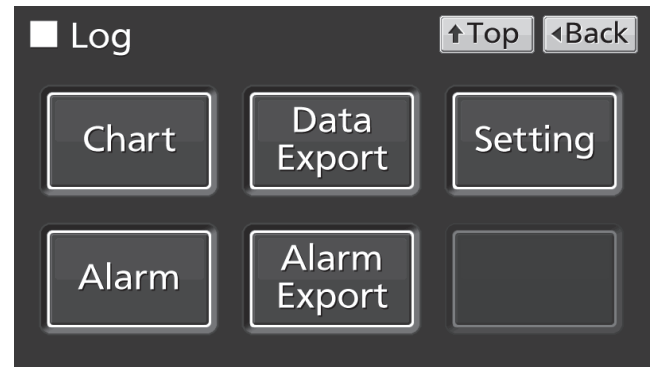 Log
Top
Back
Chart
Data
Export
Setting
Alarm
Alarm
Export